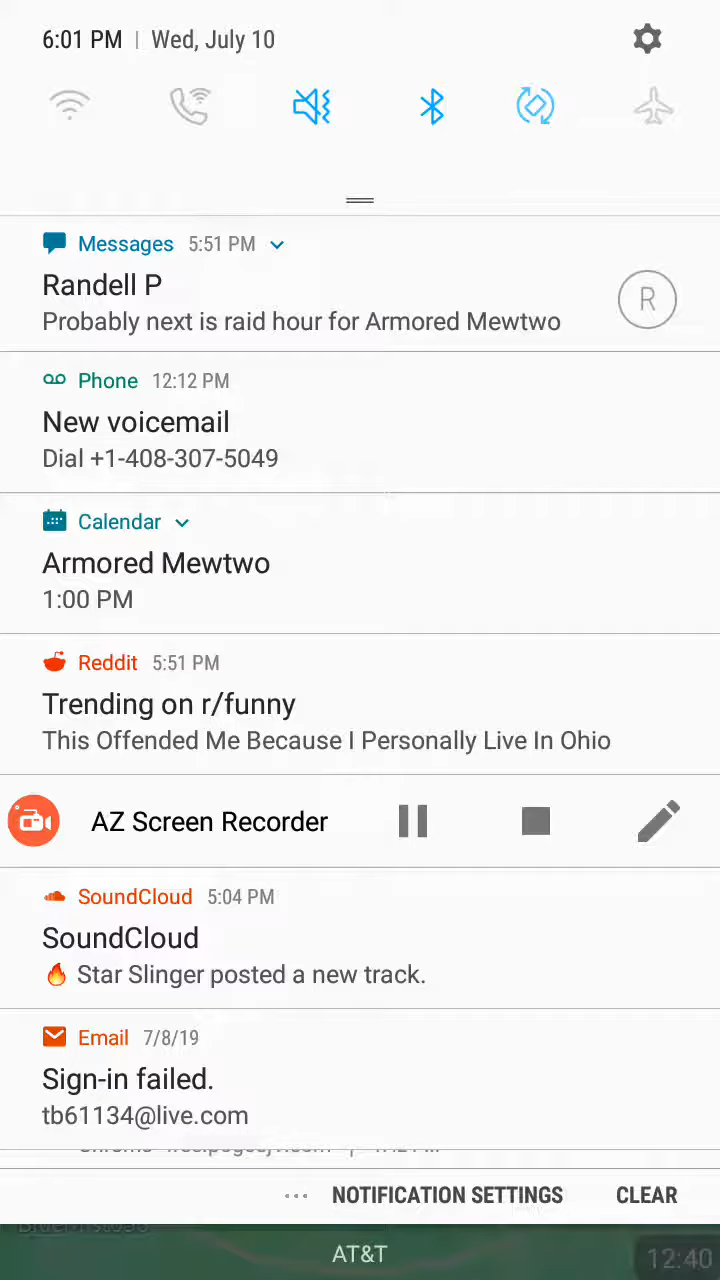 6:01 PM | Wed, July 10
Messages 5:51 PM
Randell P
R
Probably next is raid hour for Armored Mewtwo
Phone 12:12 PM
New voicemail
Dial +1-408-307-5049
Calendar
Armored Mewtwo
1:00 PM
Reddit 5:51 PM
Trending on r/funny
This Offended Me Because I Personally Live In Ohio
AZ Screen Recorder
SoundCloud 5:04 PM
SoundCloud
🔥 Star Slinger posted a new track.
Email 7/8/19
Sign-in failed.
tb61134@live.com
NOTIFICATION SETTINGS CLEAR
AT&T
12:40